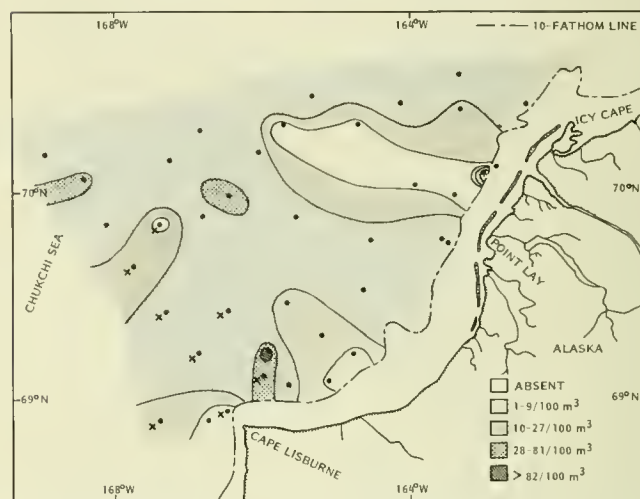 168°W
164°W
10-FATHOM LINE
ICY CAPE
70°N
70°N
CHUKCHI SEA
POINT LAY
ALASKA
ABSENT
1-9/100 m³
10-27/100 m³
28-81/100 m³
> 82/100 m³
69°N
69°N
CAPE LISBURNE
168°W
164°W